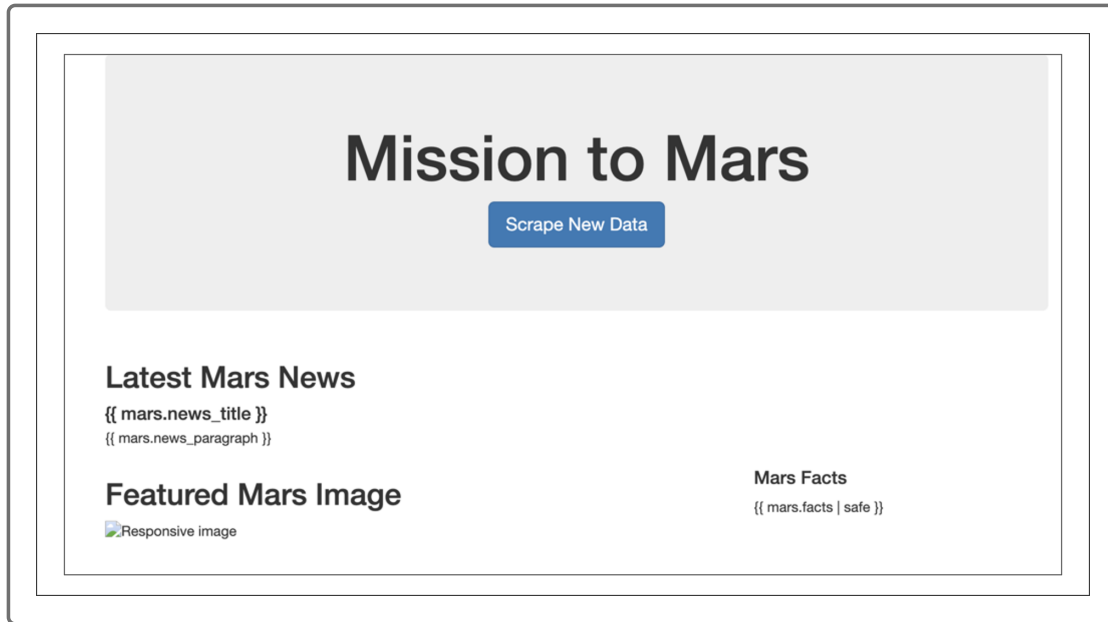 Mission to Mars
Scrape New Data
Latest Mars News
{{ mars.news_title }}
{{ mars.news_paragraph }}
Featured Mars Image
Responsive image
Mars Facts
{{ mars.facts | safe }}